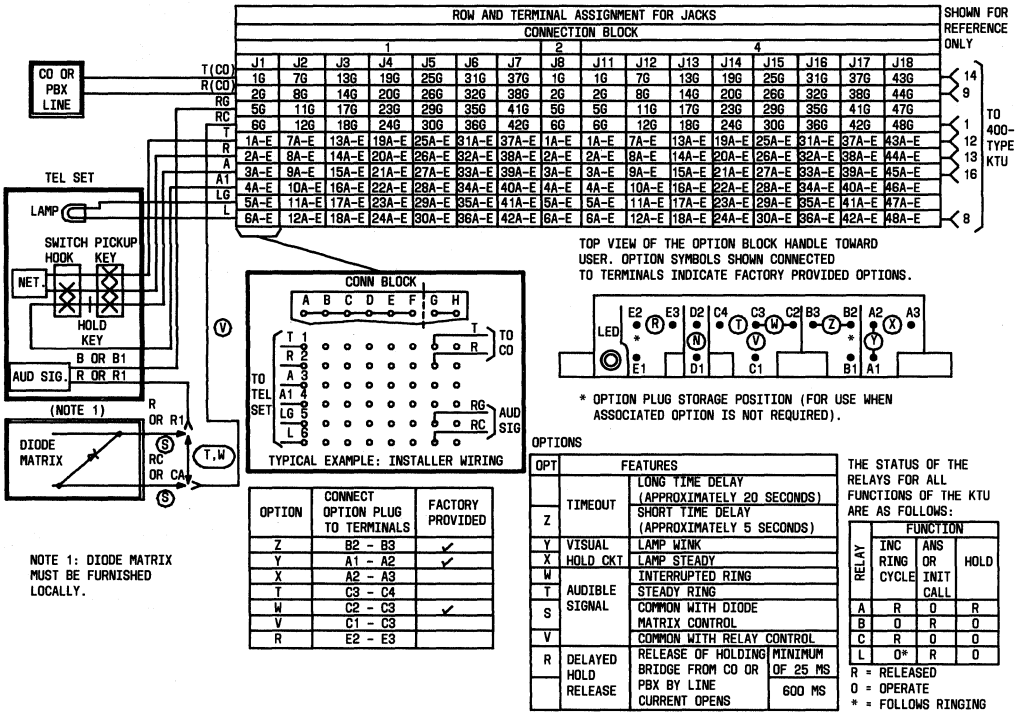 ROW AND TERMINAL ASSIGNMENT FOR JACKS
CONNECTION BLOCK
1 2 4
J1 J2 J3 J4 J5 J6 J7 J8 J11 J12 J13 J14 J15 J16 J17 J18
1G 7G 13G 19G 25G 31G 37G 1G 1G 7G 13G 19G 25G 31G 37G 43G
2G 8G 14G 20G 26G 32G 38G 2G 2G 8G 14G 20G 26G 32G 38G 44G
5G 11G 17G 23G 29G 35G 41G 5G 5G 11G 17G 23G 29G 35G 41G 47G
6G 12G 18G 24G 30G 36G 42G 6G 6G 12G 18G 24G 30G 36G 42G 48G
1A-E 7A-E 13A-E 19A-E 25A-E 31A-E 37A-E 1A-E 1A-E 7A-E 13A-E 19A-E 25A-E 31A-E 37A-E 43A-E
2A-E 8A-E 14A-E 20A-E 26A-E 32A-E 38A-E 2A-E 2A-E 8A-E 14A-E 20A-E 26A-E 32A-E 38A-E 44A-E
3A-E 9A-E 15A-E 21A-E 27A-E 33A-E 39A-E 3A-E 3A-E 9A-E 15A-E 21A-E 27A-E 33A-E 39A-E 45A-E
4A-E 10A-E 16A-E 22A-E 28A-E 34A-E 40A-E 4A-E 4A-E 10A-E 16A-E 22A-E 28A-E 34A-E 40A-E 46A-E
5A-E 11A-E 17A-E 23A-E 29A-E 35A-E 41A-E 5A-E 5A-E 11A-E 17A-E 23A-E 29A-E 35A-E 41A-E 47A-E
6A-E 12A-E 18A-E 24A-E 30A-E 36A-E 42A-E 6A-E 6A-E 12A-E 18A-E 24A-E 30A-E 36A-E 42A-E 48A-E
SHOWN FOR
REFERENCE
ONLY
14
9
1
12
13
16
8
TO
400-
TYPE
KTU
CO OR
PBX
LINE
T(CO)
R(CO)
RG
RC
T
R
A
A1
LG
L
TEL SET
LAMP
SWITCH PICKUP
HOOK KEY
NET.
HOLD
KEY
B OR B1
AUD SIG. R OR R1
V
(NOTE 1)
R
OR R1
S
DIODE
MATRIX
RC
OR CA
S
T,W
NOTE 1: DIODE MATRIX
MUST BE FURNISHED
LOCALLY.
CONN BLOCK
A B C D E F G H
T 1
R 2
A 3
A1 4
LG 5
L 6
TO
TEL
SET
T
R
TO
CO
RG
RC
AUD
SIG
TYPICAL EXAMPLE: INSTALLER WIRING
TOP VIEW OF THE OPTION BLOCK HANDLE TOWARD
USER. OPTION SYMBOLS SHOWN CONNECTED
TO TERMINALS INDICATE FACTORY PROVIDED OPTIONS.
LED
E2 R E3 D2 C4 T C3 W C2 B3 Z B2 A2 X A3
* N V * Y
E1 D1 C1 B1 A1
* OPTION PLUG STORAGE POSITION (FOR USE WHEN
ASSOCIATED OPTION IS NOT REQUIRED).
OPTION CONNECT OPTION PLUG TO TERMINALS FACTORY PROVIDED
Z B2 - B3 ✓
Y A1 - A2 ✓
X A2 - A3
T C3 - C4
W C2 - C3 ✓
V C1 - C3
R E2 - E3
OPTIONS
OPT FEATURES
TIMEOUT LONG TIME DELAY
(APPROXIMATELY 20 SECONDS)
Z SHORT TIME DELAY
(APPROXIMATELY 5 SECONDS)
Y VISUAL LAMP WINK
X HOLD CKT LAMP STEADY
W AUDIBLE SIGNAL INTERRUPTED RING
T STEADY RING
S COMMON WITH DIODE
MATRIX CONTROL
V COMMON WITH RELAY CONTROL
R DELAYED HOLD RELEASE
RELEASE OF HOLDING
BRIDGE FROM CO OR
PBX BY LINE
CURRENT OPENS
MINIMUM
OF 25 MS
600 MS
THE STATUS OF THE
RELAYS FOR ALL
FUNCTIONS OF THE KTU
ARE AS FOLLOWS:
RELAY FUNCTION
INC RING CYCLE ANS OR INIT CALL HOLD
A R O R
B O R O
C R O O
L O* R O
R = RELEASED
O = OPERATE
* = FOLLOWS RINGING